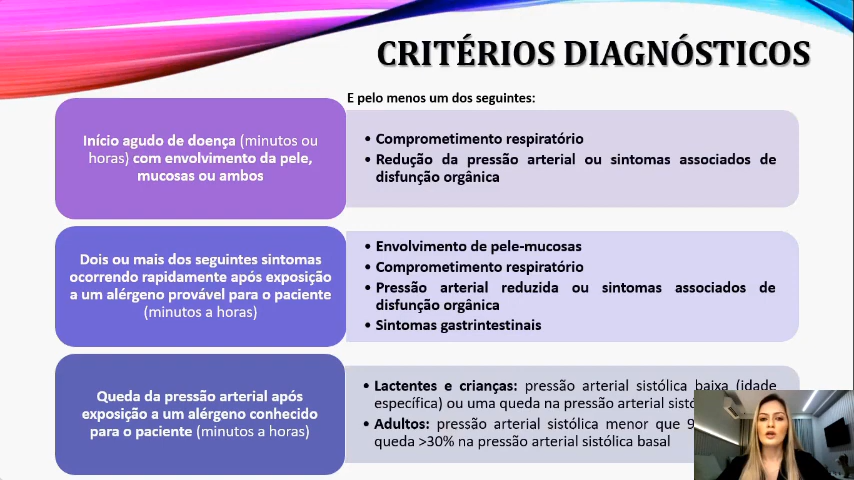 CRITÉRIOS DIAGNÓSTICOS
E pelo menos um dos seguintes:
Início agudo de doença (minutos ou
horas) com envolvimento da pele,
mucosas ou ambos
• Comprometimento respiratório
• Redução da pressão arterial ou sintomas associados de
disfunção orgânica
Dois ou mais dos seguintes sintomas
ocorrendo rapidamente após exposição
a um alérgeno provável para o paciente
(minutos a horas)
• Envolvimento de pele-mucosas
• Comprometimento respiratório
• Pressão arterial reduzida ou sintomas associados de
disfunção orgânica
• Sintomas gastrintestinais
Queda da pressão arterial após
exposição a um alérgeno conhecido
para o paciente (minutos a horas)
• Lactentes e crianças: pressão arterial sistólica baixa (idade
específica) ou uma queda na pressão arterial
• Adultos: pressão arterial sistólica menor que
queda >30% na pressão arterial sistólica basal